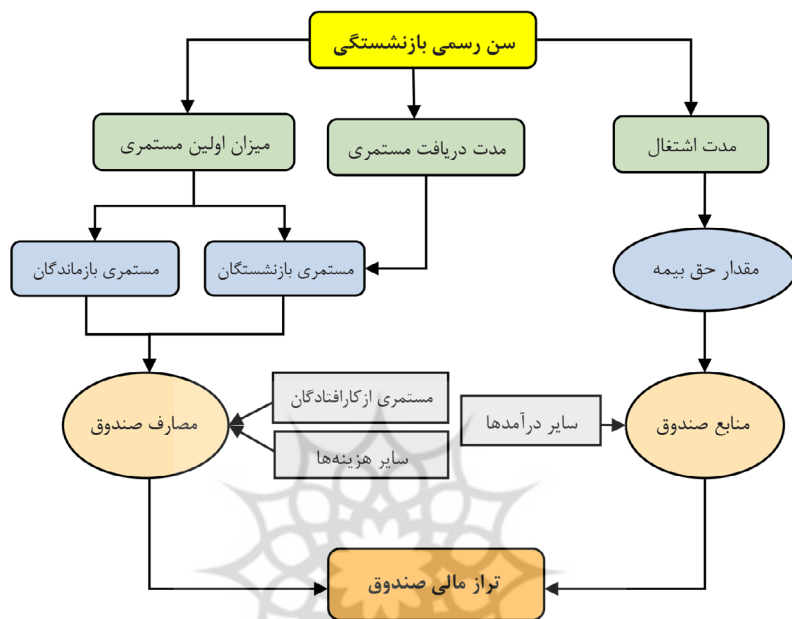 سن رسمی بازنشستگی
مدت اشتغال
مدت دریافت مستمری
میزان اولین مستمری
مقدار حق بیمه
مستمری بازنشستگان
مستمری بازماندگان
منابع صندوق
سایر درآمدها
مستمری ازکارافتادگان
سایر هزینه‌ها
مصارف صندوق
تراز مالی صندوق